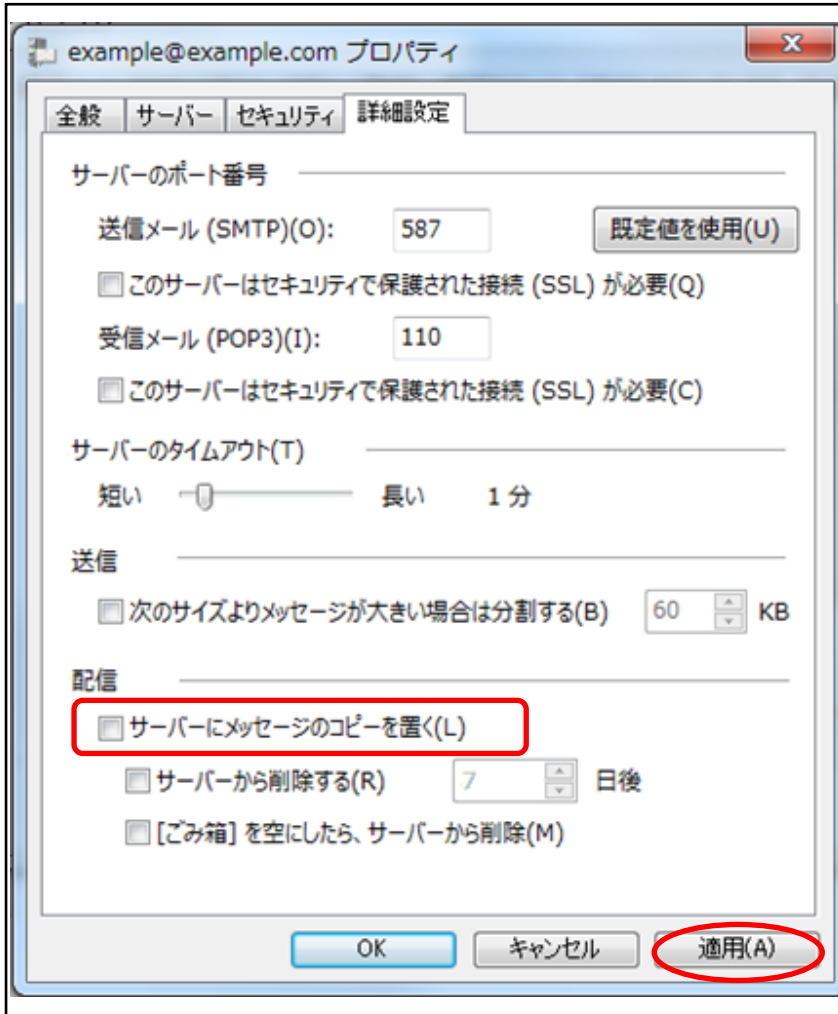 example@example.com プロパティ
全般 サーバー セキュリティ 詳細設定
サーバーのポート番号
送信メール (SMTP)(O): 587 既定値を使用(U)
このサーバーはセキュリティで保護された接続 (SSL) が必要(Q)
受信メール (POP3)(I): 110
このサーバーはセキュリティで保護された接続 (SSL) が必要(C)
サーバーのタイムアウト(T)
短い 長い 1 分
送信
次のサイズよりメッセージが大きい場合は分割する(B) 60 KB
配信
サーバーにメッセージのコピーを置く(L)
サーバーから削除する(R) 7 日後
[ごみ箱] を空にしたら、サーバーから削除(M)
OK キャンセル 適用(A)